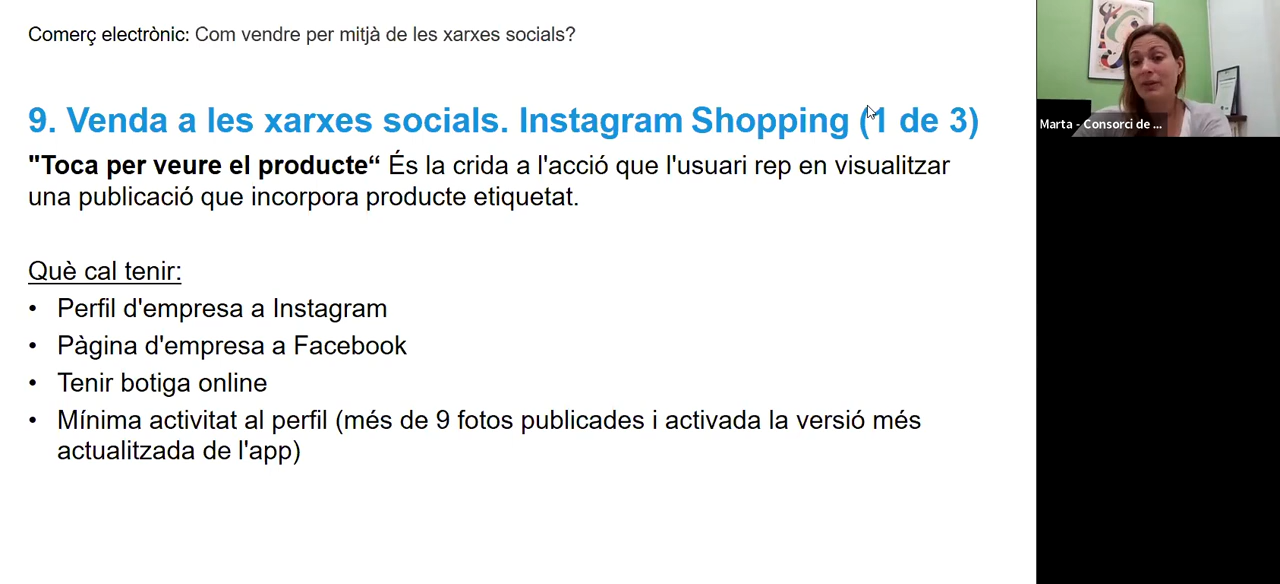 Comerç electrònic: Com vendre per mitjà de les xarxes socials?
9. Venda a les xarxes socials. Instagram Shopping (1 de 3)
"Toca per veure el producte“ És la crida a l'acció que l'usuari rep en visualitzar
una publicació que incorpora producte etiquetat.
Què cal tenir:
• Perfil d'empresa a Instagram
• Pàgina d'empresa a Facebook
• Tenir botiga online
• Mínima activitat al perfil (més de 9 fotos publicades i activada la versió més
actualitzada de l'app)
Marta - Consorci de ...